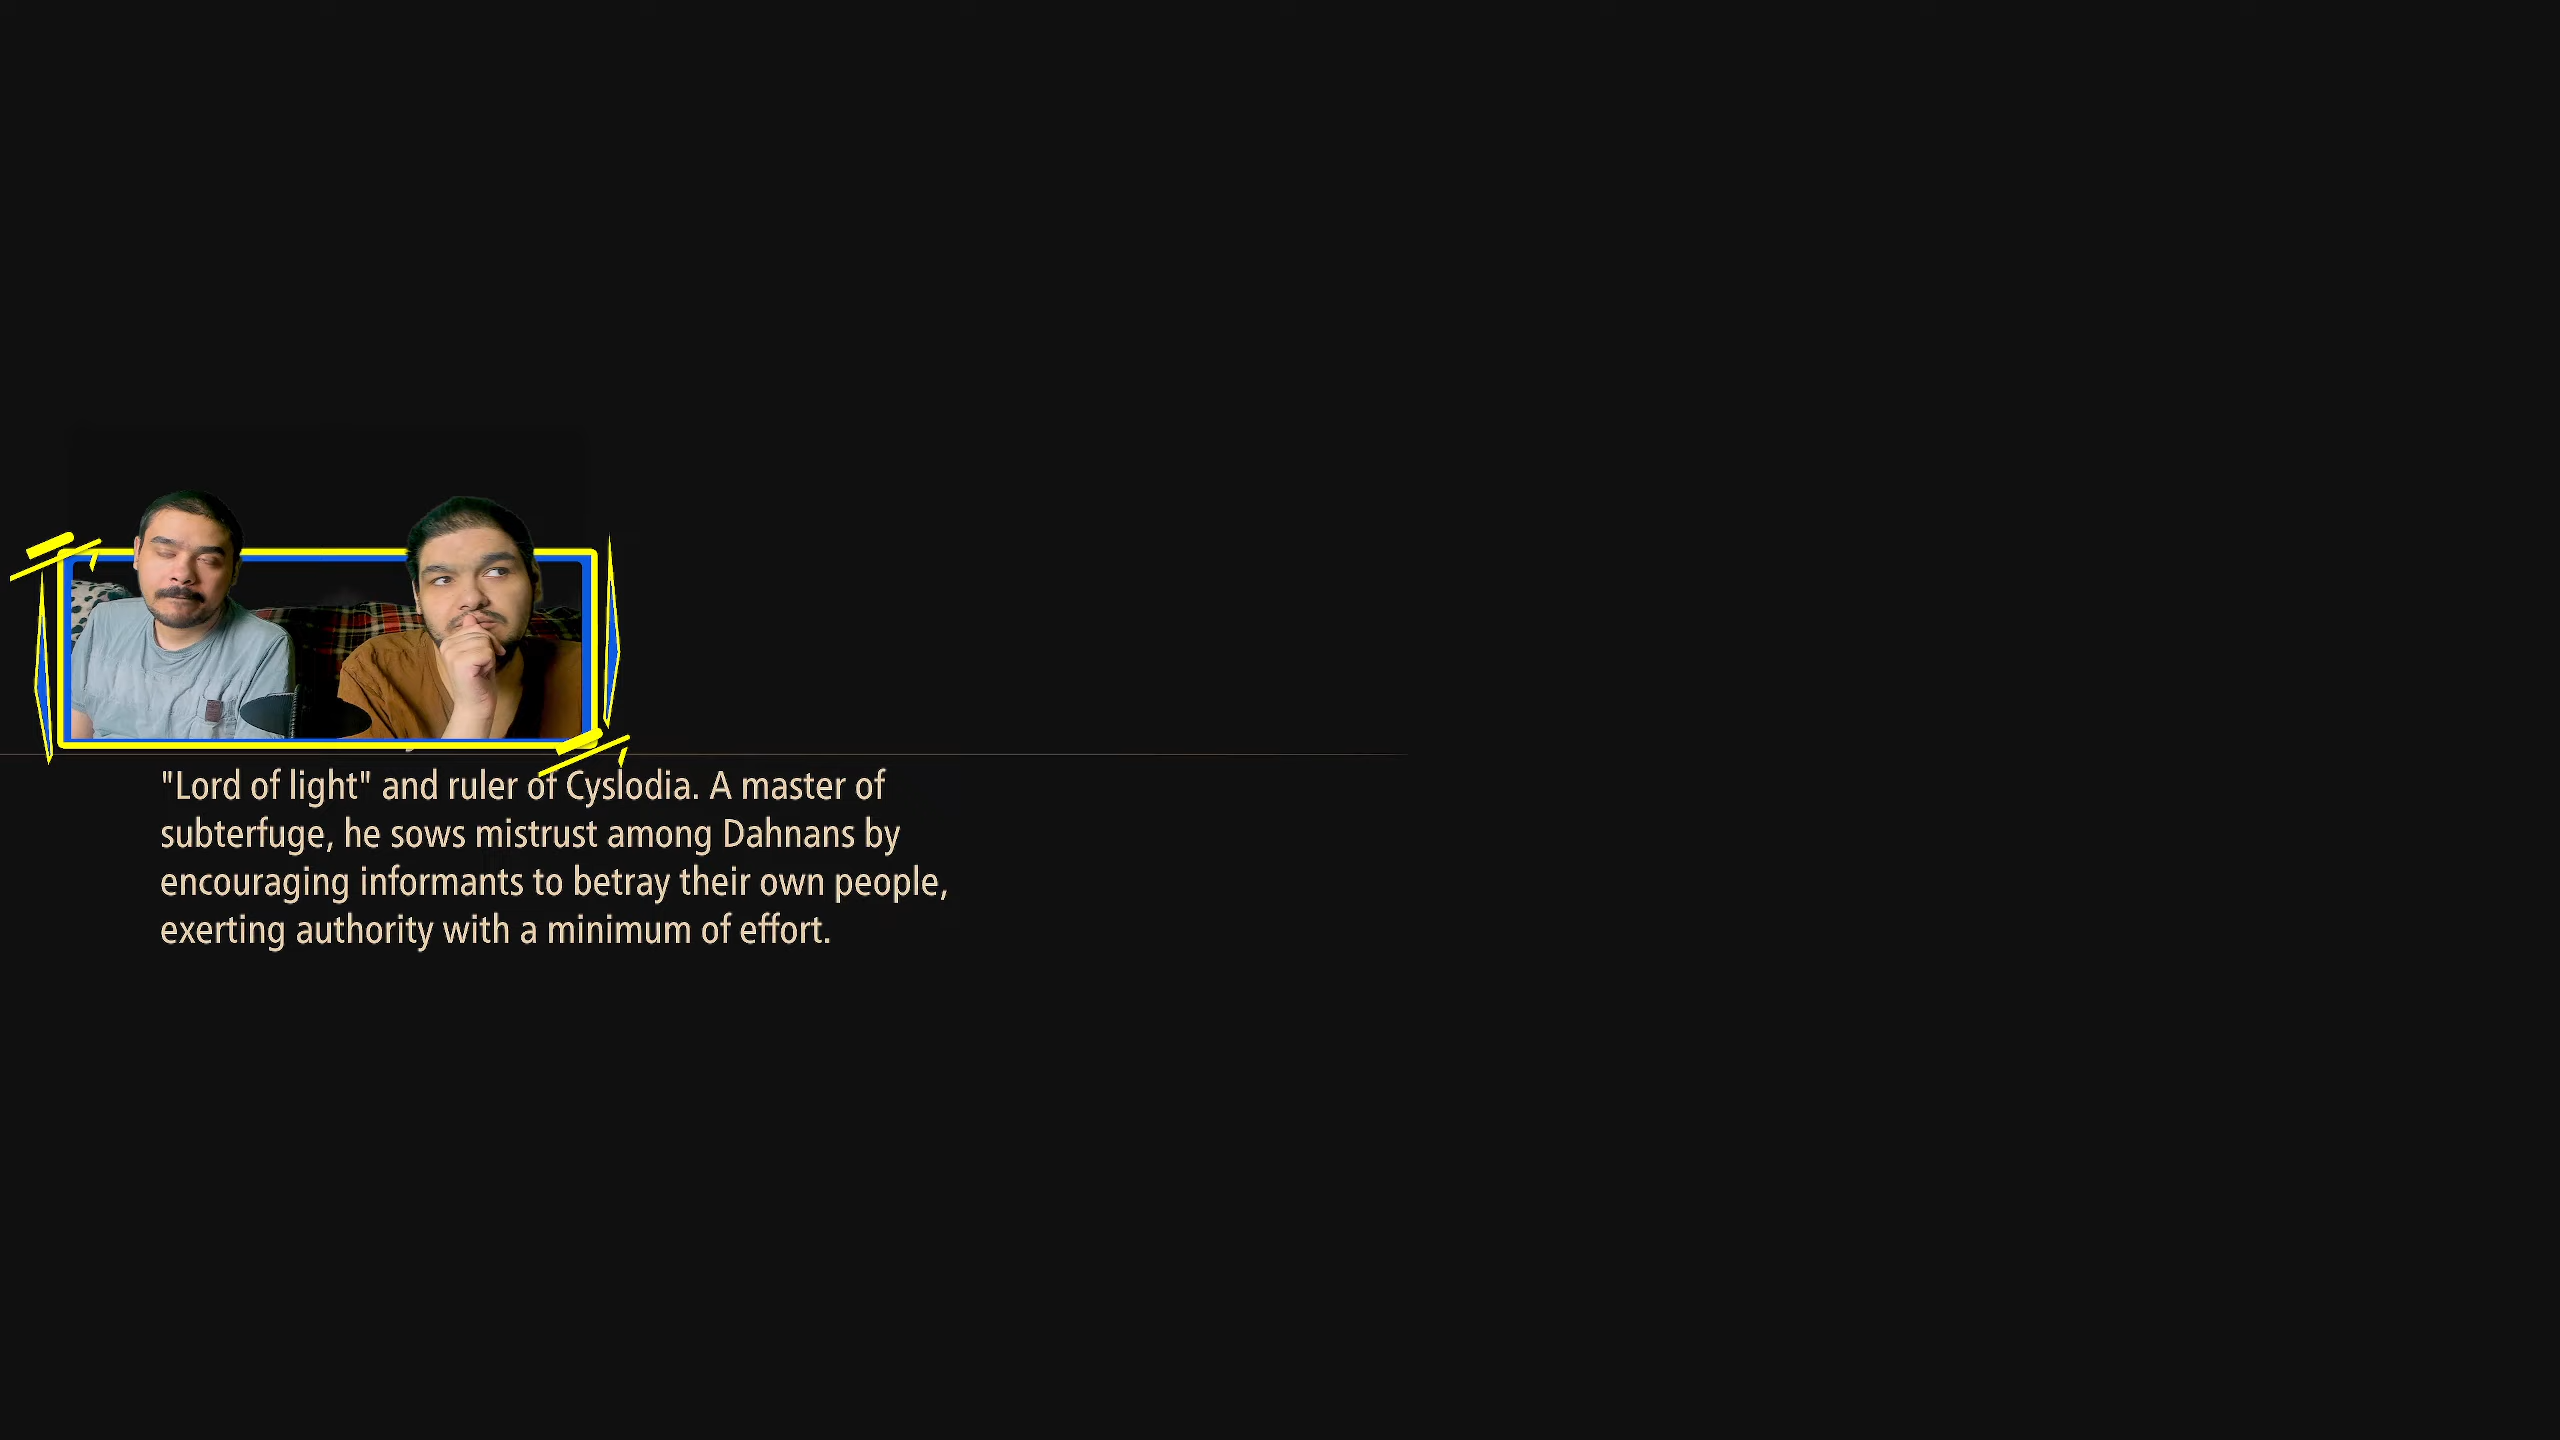 "Lord of light" and ruler of Cyslodia. A master of
subterfuge, he sows mistrust among Dahnans by
encouraging informants to betray their own people,
exerting authority with a minimum of effort.